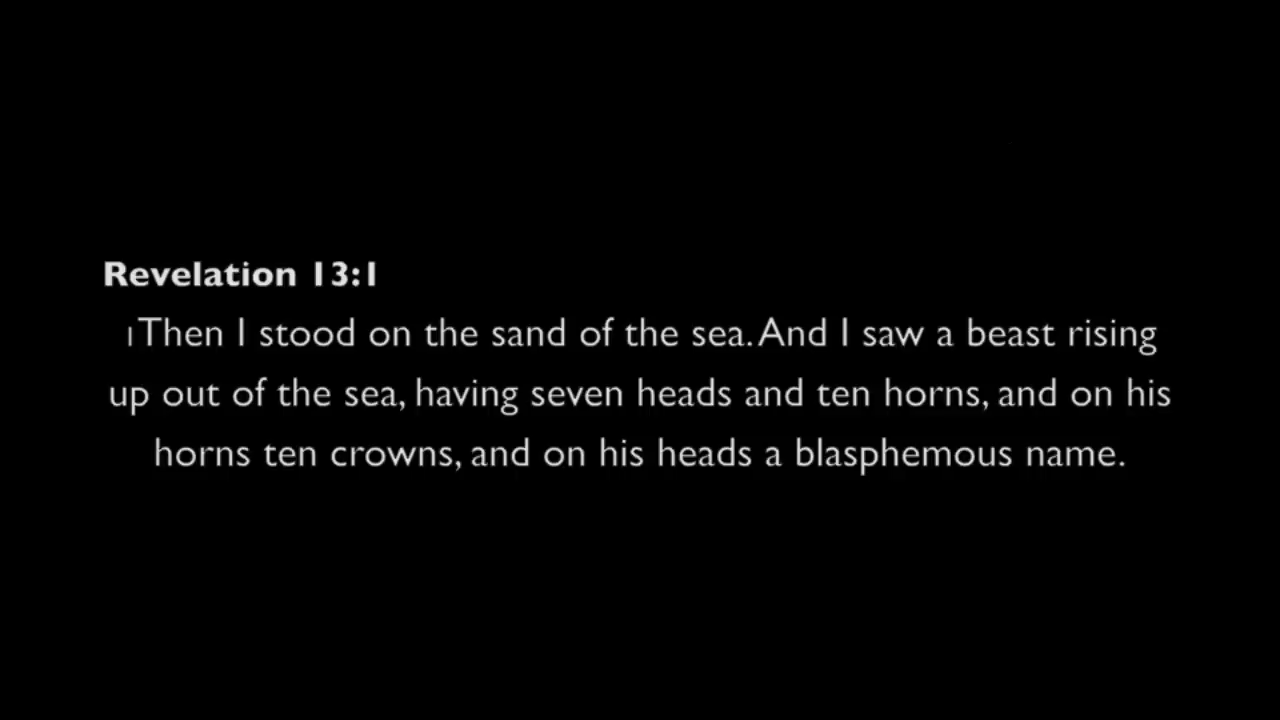 Revelation 13:1
1Then I stood on the sand of the sea. And I saw a beast rising
up out of the sea, having seven heads and ten horns, and on his
horns ten crowns, and on his heads a blasphemous name.